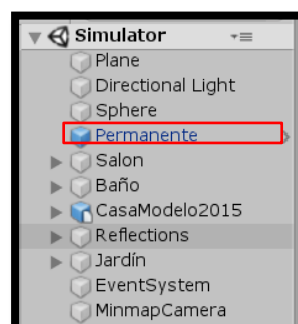 Simulator
Plane
Directional Light
Sphere
Permanente
Salon
Baño
CasaModelo2015
Reflections
Jardín
EventSystem
MinmapCamera